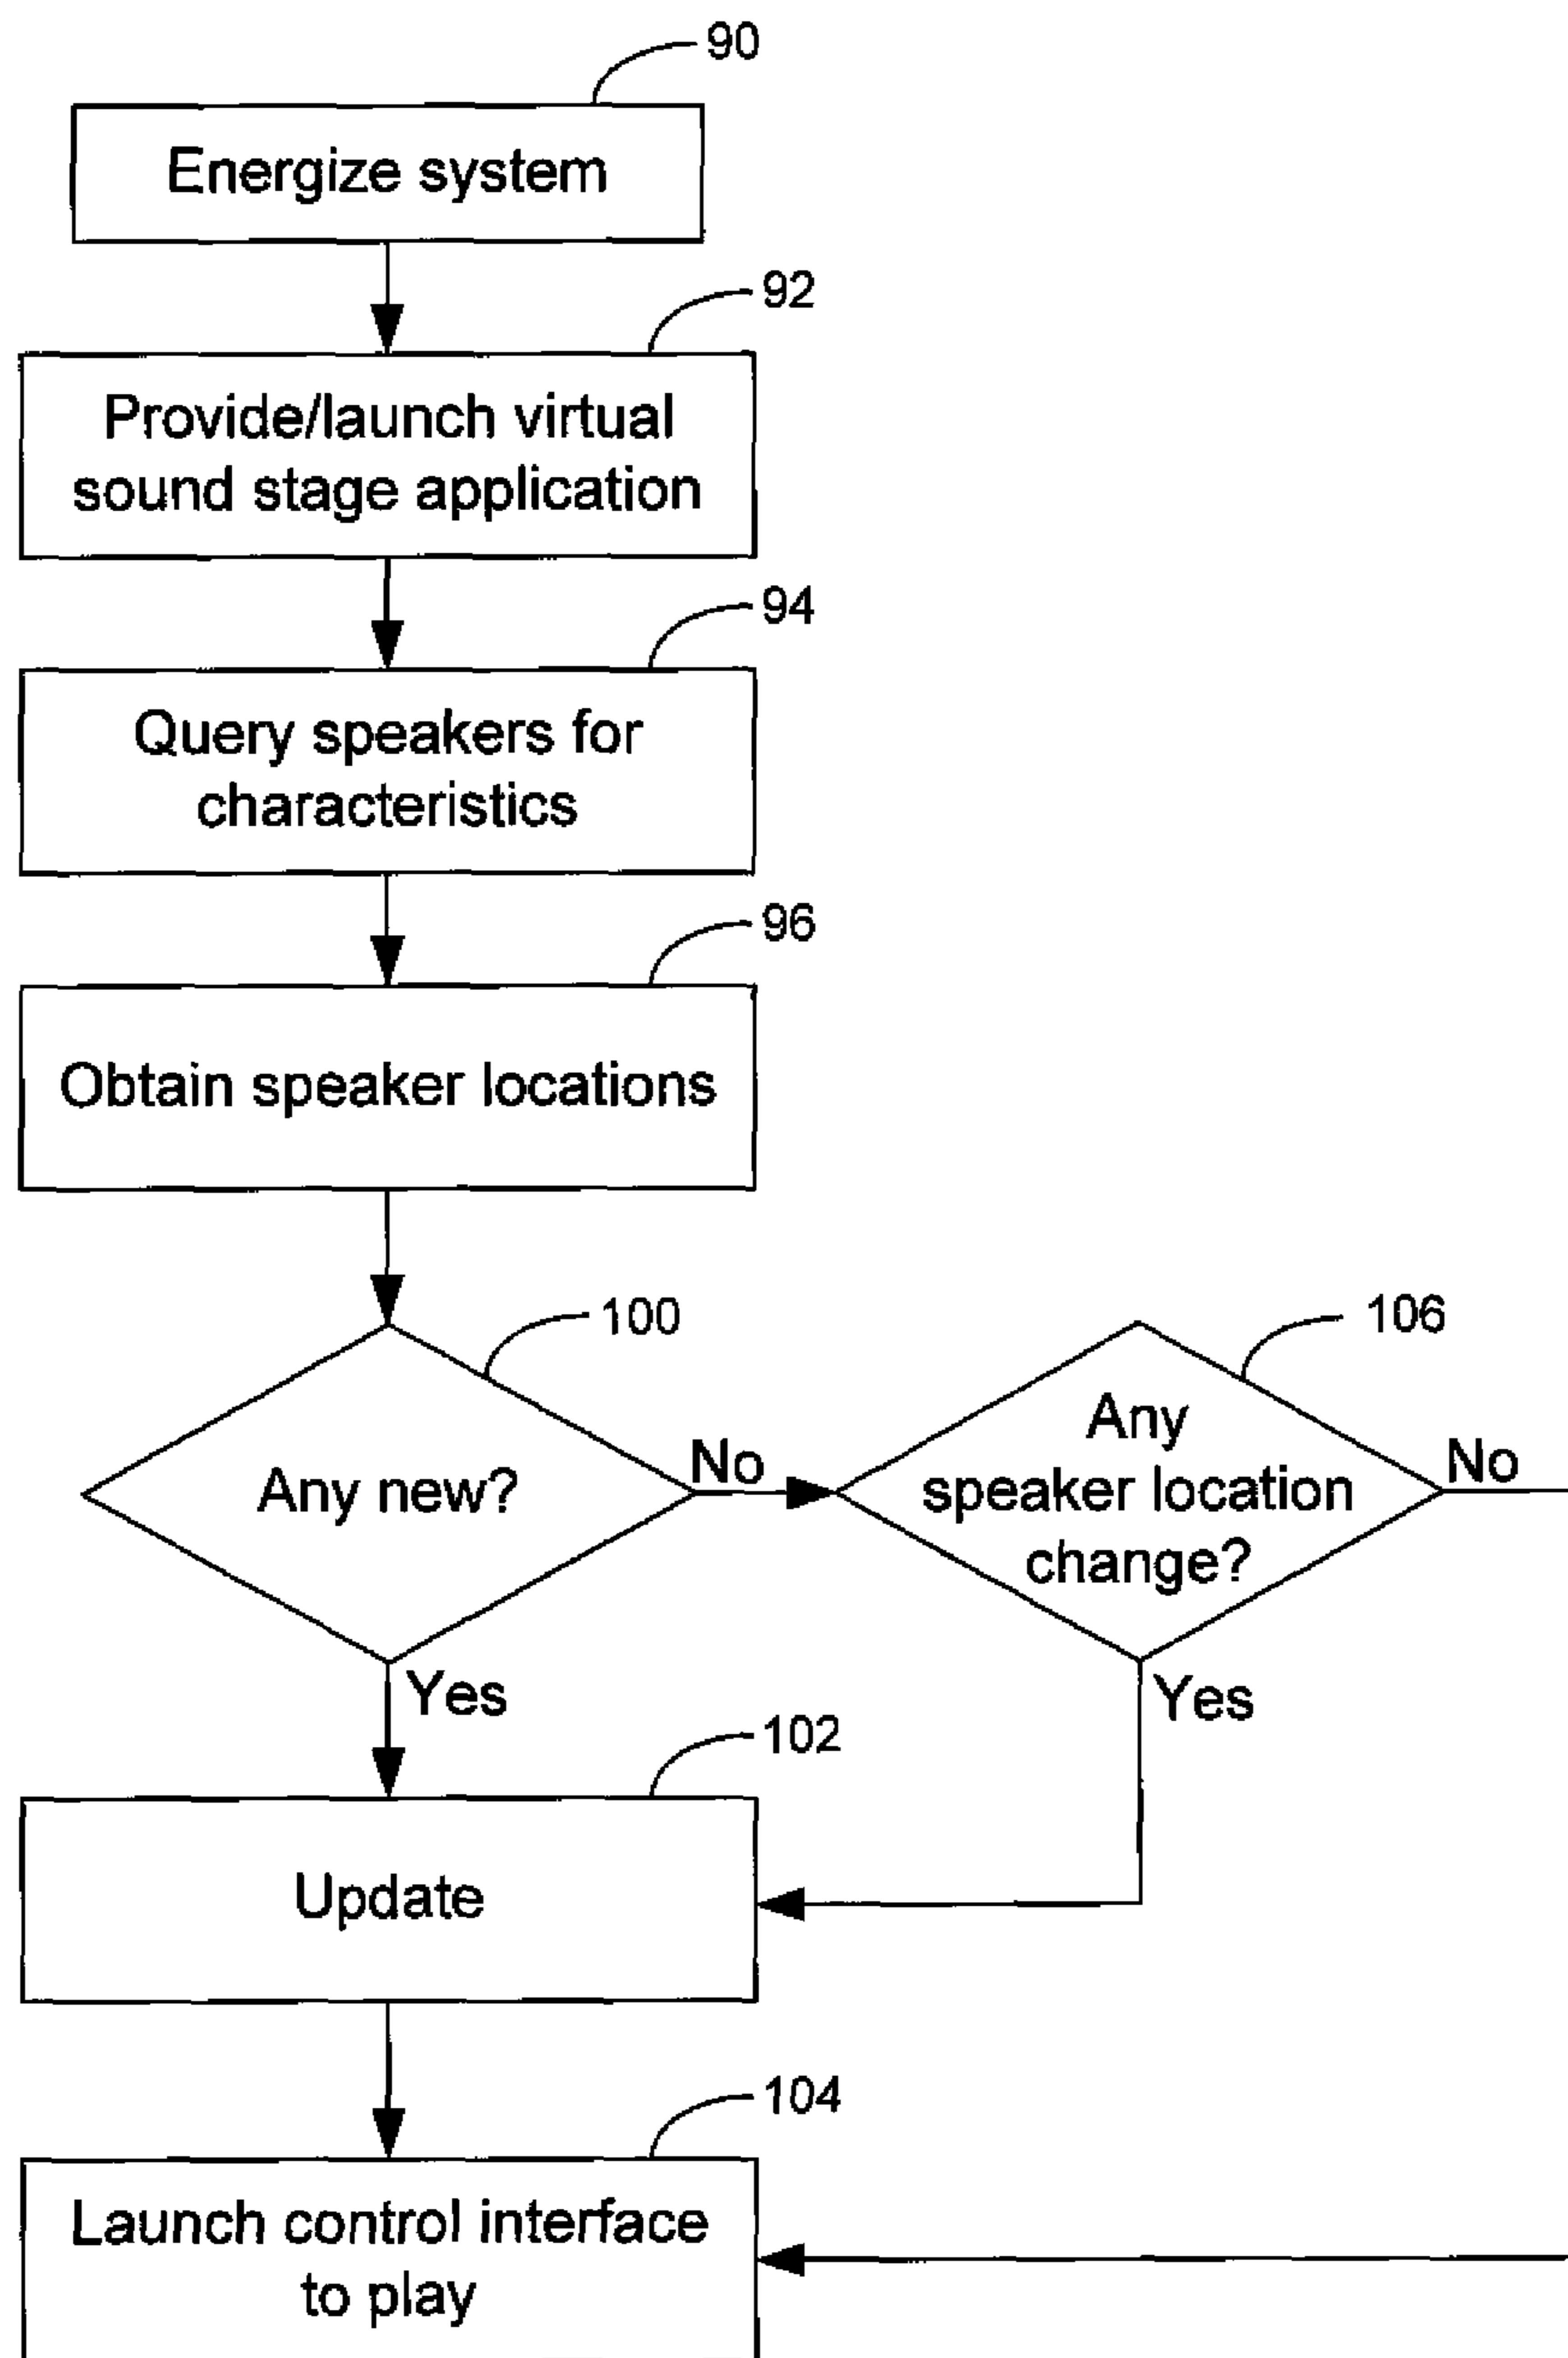 90
Energize system
92
Provide/launch virtual
sound stage application
94
Query speakers for
characteristics
96
Obtain speaker locations
100
Any new?
No
106
Any
speaker location
change?
No
Yes
Yes
102
Update
104
Launch control interface
to play